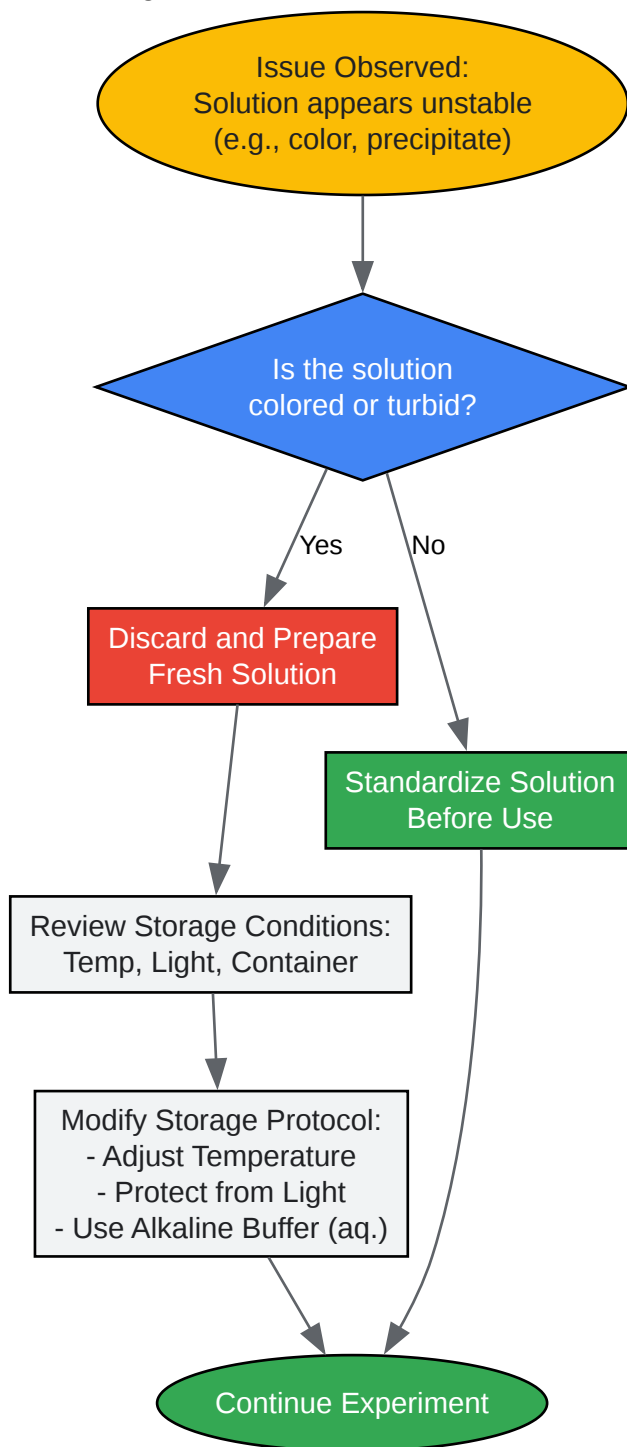 Issue Observed:
Solution appears unstable
(e.g., color, precipitate)
Is the solution
colored or turbid?
Yes
No
Discard and Prepare
Fresh Solution
Standardize Solution
Before Use
Review Storage Conditions:
Temp, Light, Container
Modify Storage Protocol:
- Adjust Temperature
- Protect from Light
- Use Alkaline Buffer (aq.)
Continue Experiment